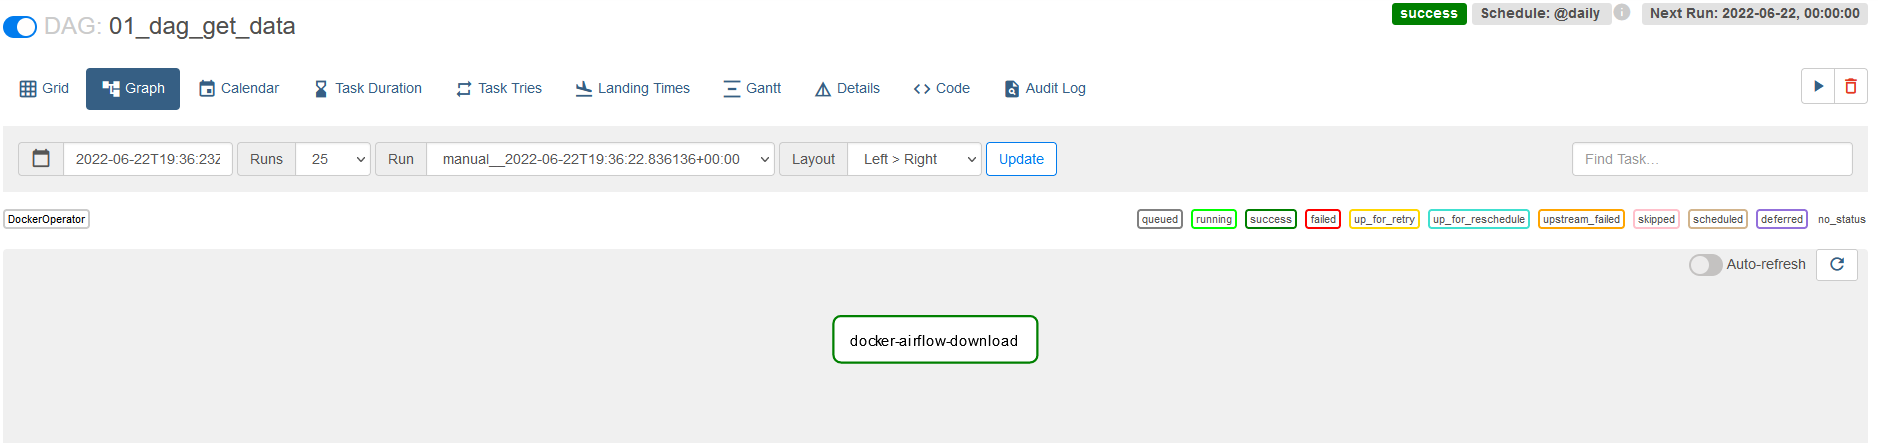 DAG: 01_dag_get_data
success Schedule: @daily Next Run: 2022-06-22, 00:00:00
Grid Graph Calendar Task Duration Task Tries Landing Times Gantt Details Code Audit Log
2022-06-22T19:36:23Z Runs 25 Run manual__2022-06-22T19:36:22.836136+00:00 Layout Left > Right Update Find Task...
DockerOperator queued running success failed up_for_retry up_for_reschedule upstream_failed skipped scheduled deferred no_status
Auto-refresh
docker-airflow-download